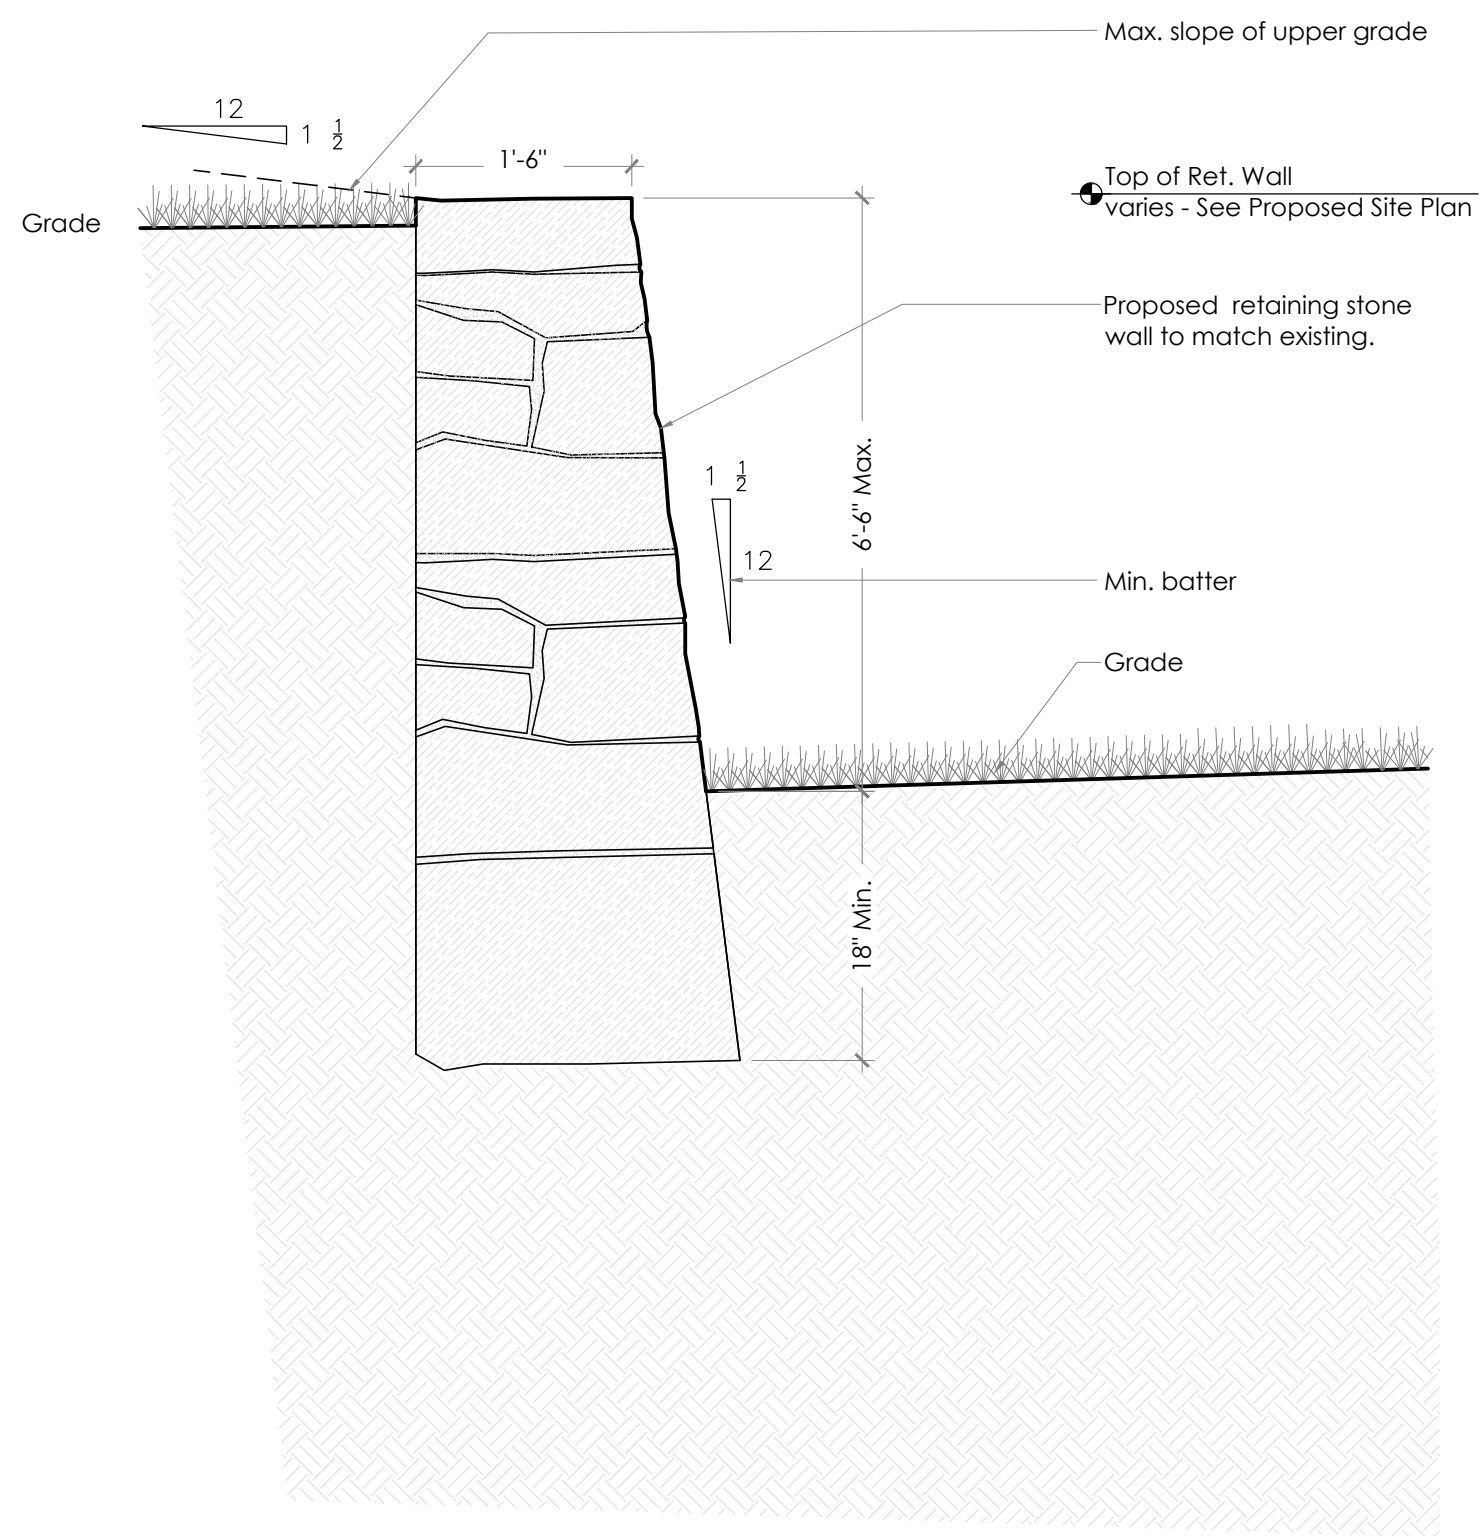 Max. slope of upper grade
12
1 1/2
1'-6"
Top of Ret. Wall
varies - See Proposed Site Plan
Grade
Proposed retaining stone
wall to match existing.
6'-6" Max.
1 1/2
12
Min. batter
Grade
18" Min.